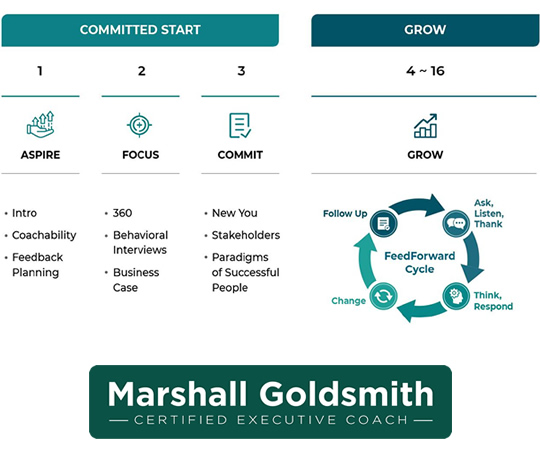 COMMITTED START
GROW
1
2
3
4 ~ 16
ASPIRE
FOCUS
COMMIT
GROW
• Intro
• Coachability
• Feedback
Planning
• 360
• Behavioral
Interviews
• Business
Case
• New You
• Stakeholders
• Paradigms
of Successful
People
Follow Up
Ask,
Listen,
Thank
FeedForward
Cycle
Change
Think,
Respond
Marshall Goldsmith
CERTIFIED EXECUTIVE COACH